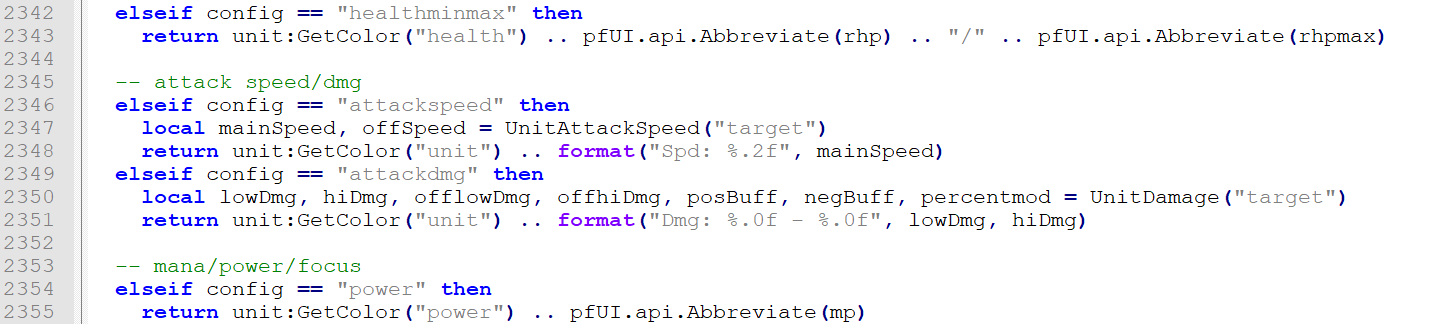 2342 elseif config == "healthminmax" then
2343 return unit:GetColor("health") .. pfUI.api.Abbreviate(rhp) .. "/" .. pfUI.api.Abbreviate(rhpmax)
2344
2345 -- attack speed/dmg
2346 elseif config == "attackspeed" then
2347 local mainSpeed, offSpeed = UnitAttackSpeed("target")
2348 return unit:GetColor("unit") .. format("Spd: %.2f", mainSpeed)
2349 elseif config == "attackdmg" then
2350 local lowDmg, hiDmg, offlowDmg, offhiDmg, posBuff, negBuff, percentmod = UnitDamage("target")
2351 return unit:GetColor("unit") .. format("Dmg: %.0f - %.0f", lowDmg, hiDmg)
2352
2353 -- mana/power/focus
2354 elseif config == "power" then
2355 return unit:GetColor("power") .. pfUI.api.Abbreviate(mp)